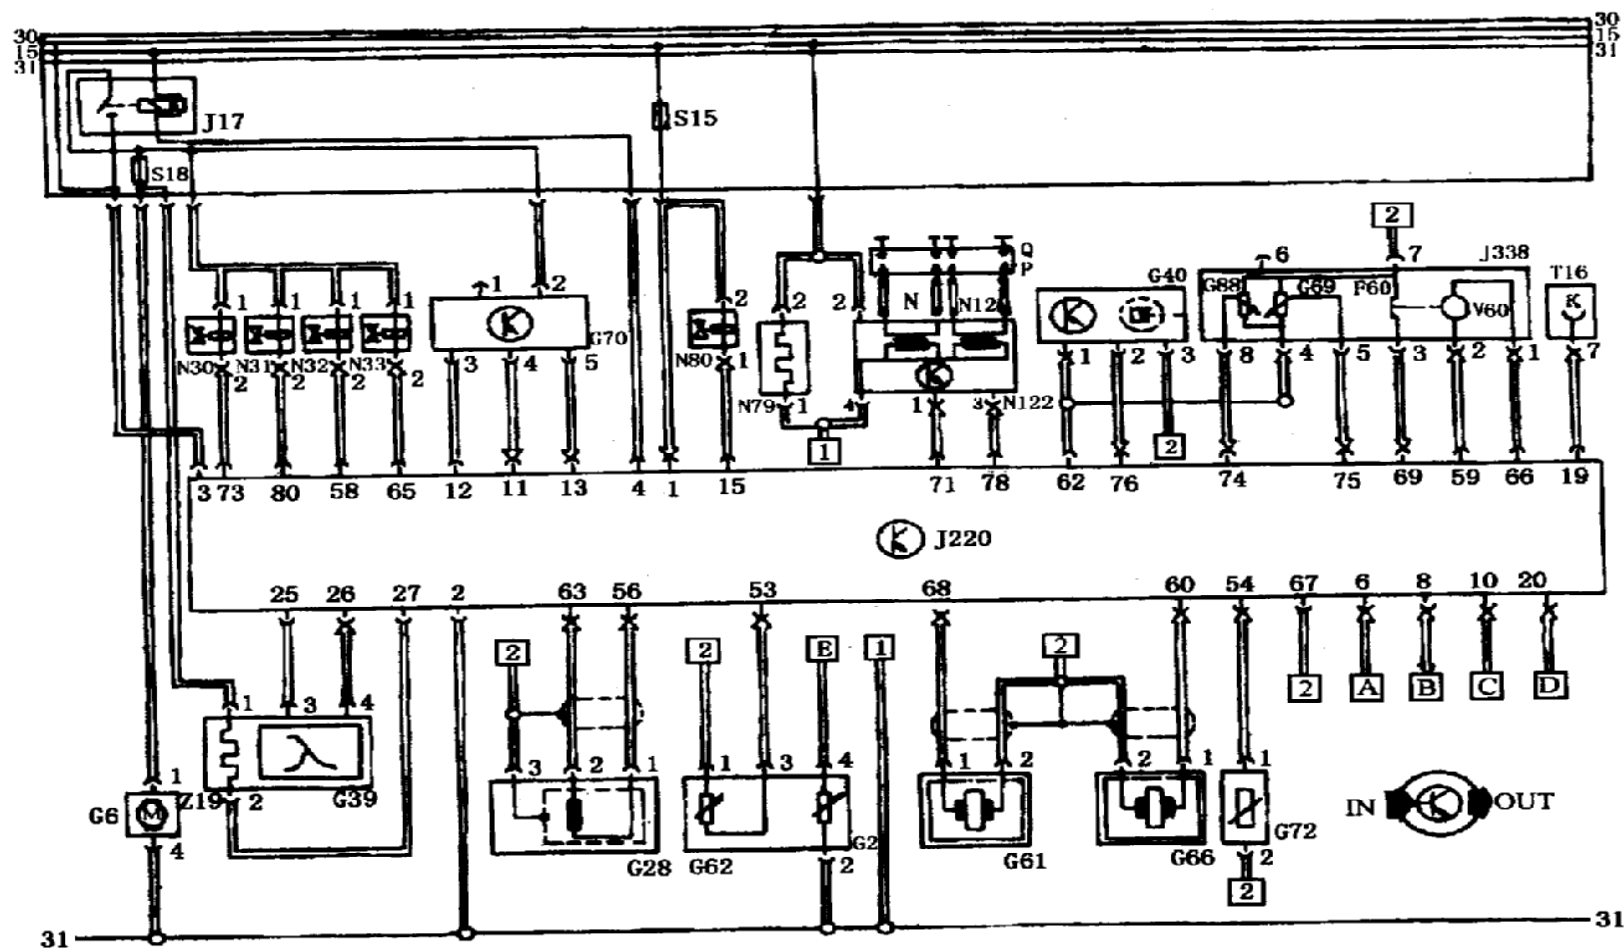 30 30
15 15
31 31
J17 S15
S18
2
1 2 6 7 J338
Q
P
G40 G88 G69 F60 V60 T16
K
1 1 1 1 2 2 2 N N12
N30 N31 N32 N33 G70 N80
2 2 2 2 3 4 5 1 1 2 3 8 4 5 3 2 1 7
N79 1 4 1 3 N122
1 2
3 73 80 58 65 12 11 13 4 1 15 71 78 62 76 74 75 69 59 66 19
J220
25 26 27 2 63 56 53 68 60 54 67 6 8 10 20
2 2 E 1 2
2 A B C D
1 3 4
3 2 1 1 3 4 1 2 2 1 1
1
G6 M Z19 2 G39
IN OUT
4 G28 G62 G2 2 G61 G66 G72 2
2
31 31